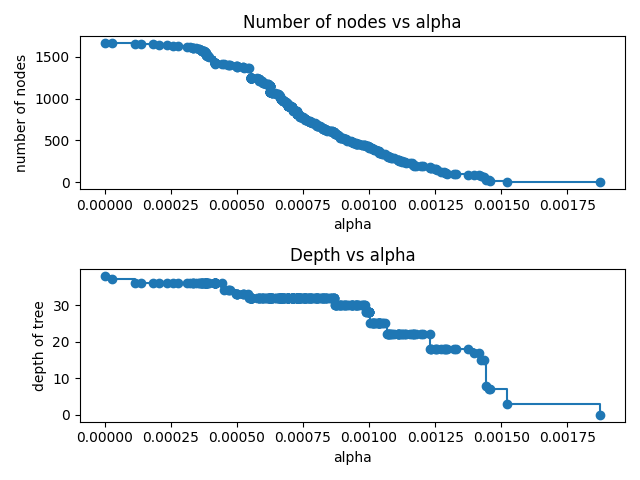 Number of nodes vs alpha
number of nodes
1500
1000
500
0
0.00000 0.00025 0.00050 0.00075 0.00100 0.00125 0.00150 0.00175
alpha
Depth vs alpha
depth of tree
30
20
10
0
0.00000 0.00025 0.00050 0.00075 0.00100 0.00125 0.00150 0.00175
alpha